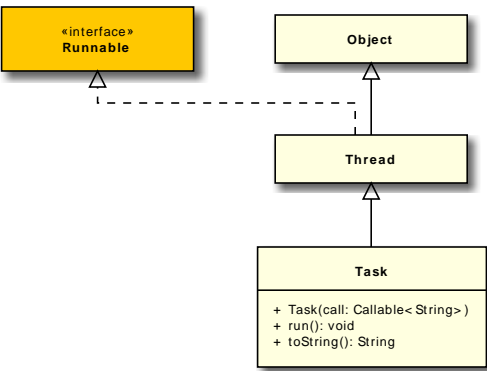 «interface»
Runnable
Object
Thread
Task
+ Task(call: Callable<String>)
+ run(): void
+ toString(): String